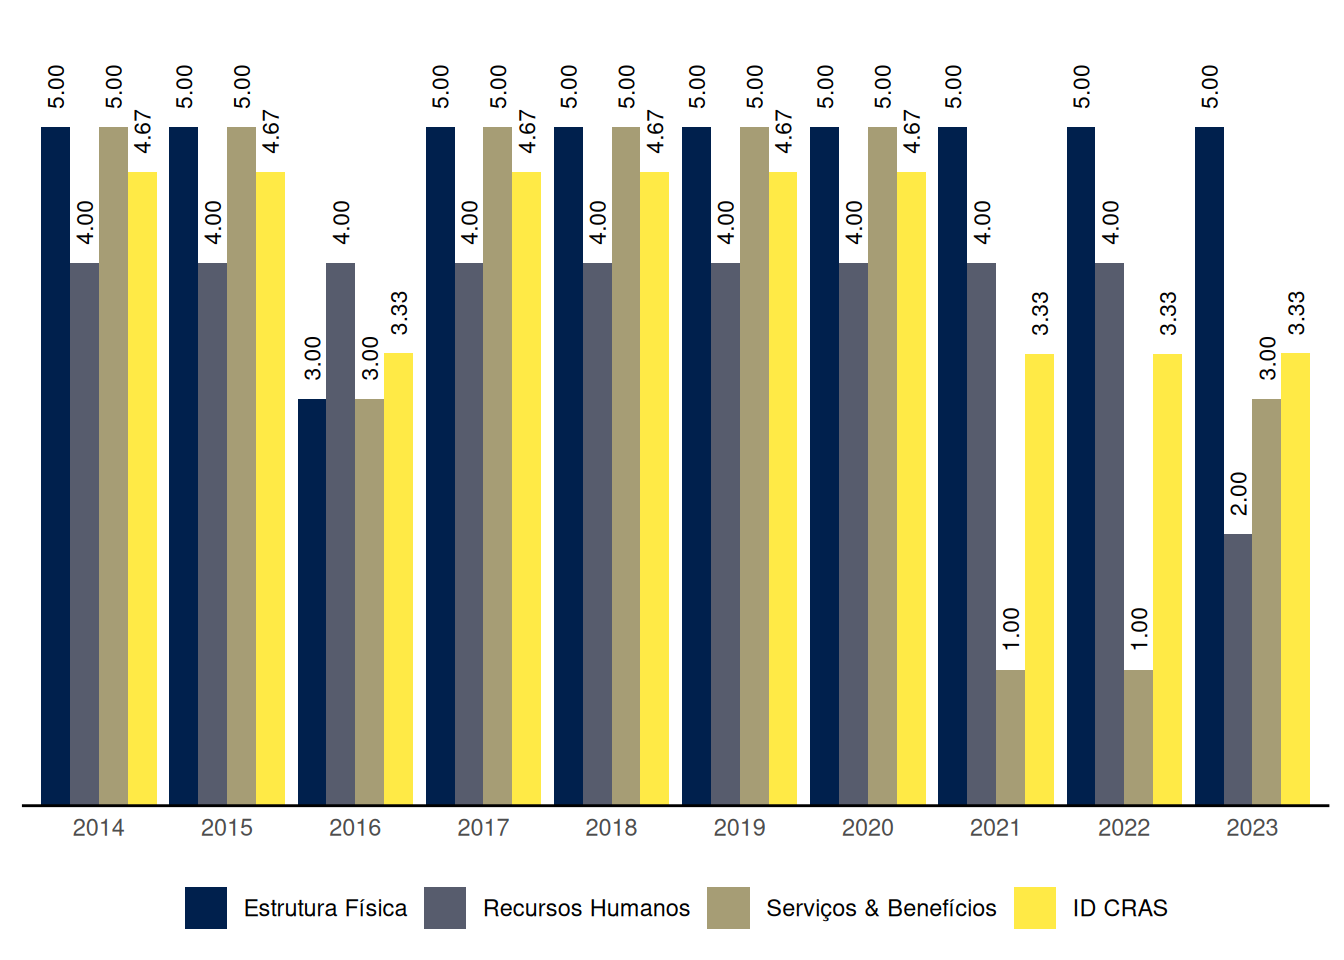 5.00 4.00 5.00 4.67 5.00 4.00 5.00 4.67 3.00 4.00 3.00 3.33 5.00 4.00 5.00 4.67 5.00 4.00 5.00 4.67 5.00 4.00 5.00 4.67 5.00 4.00 5.00 4.67 5.00 4.00 1.00 3.33 5.00 4.00 1.00 3.33 5.00 2.00 3.00 3.33
2014 2015 2016 2017 2018 2019 2020 2021 2022 2023
Estrutura Física Recursos Humanos Serviços & Benefícios ID CRAS